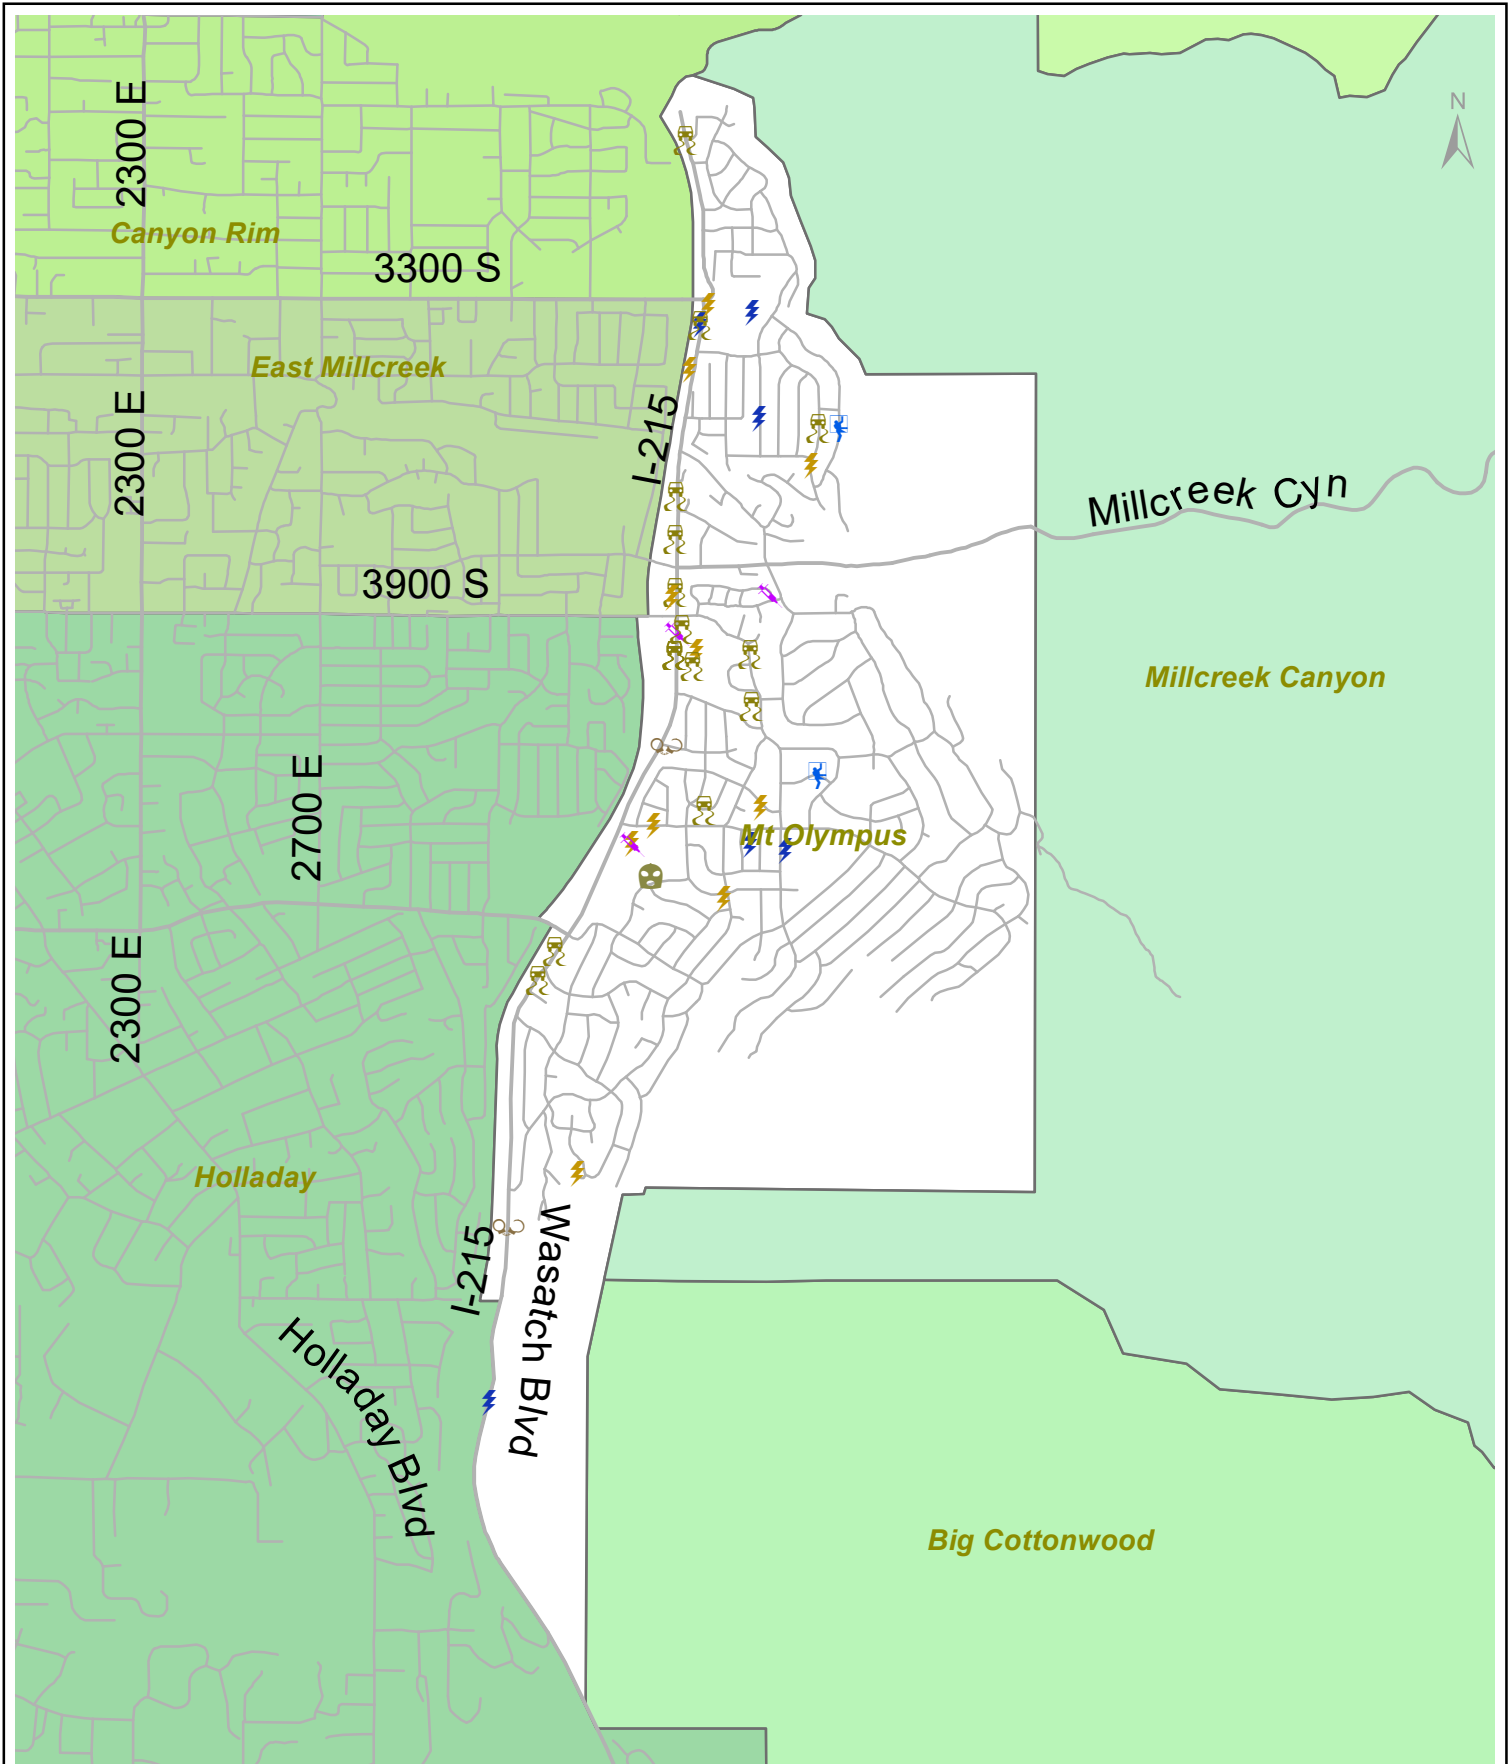 N
2300 E
Canyon Rim
3300 S
East Millcreek
I-215
2300 E
Millcreek Cyn
3900 S
Millcreek Canyon
2700 E
Mt Olympus
2300 E
Holladay
I-215
Wasatch Blvd
Holladay Blvd
Big Cottonwood